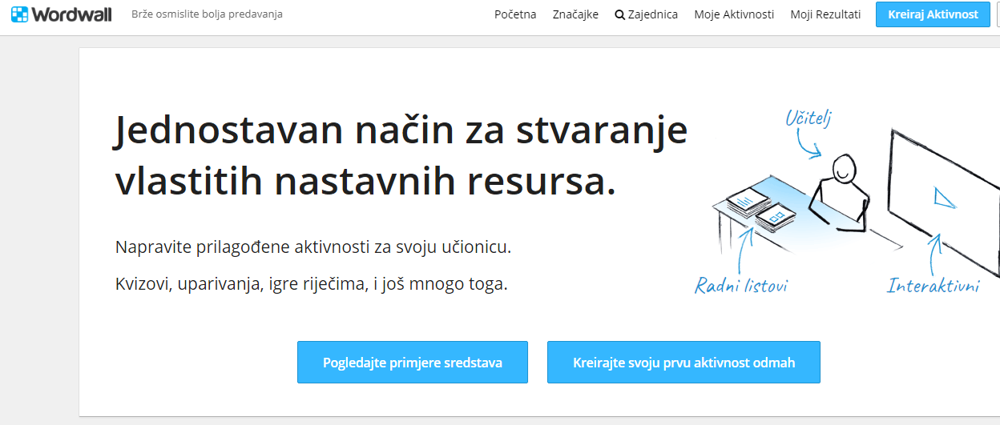 Wordwall
Brže osmislite bolja predavanja
Početna
Značajke
Zajednica
Moje Aktivnosti
Moji Rezultati
Kreiraj Aktivnost
Jednostavan način za stvaranje
vlastitih nastavnih resursa.
Učitelj
Napravite prilagođene aktivnosti za svoju učionicu.
Kvizovi, uparivanja, igre riječima, i još mnogo toga.
Radni listovi
Interaktivni
Pogledajte primjere sredstava
Kreirajte svoju prvu aktivnost odmah